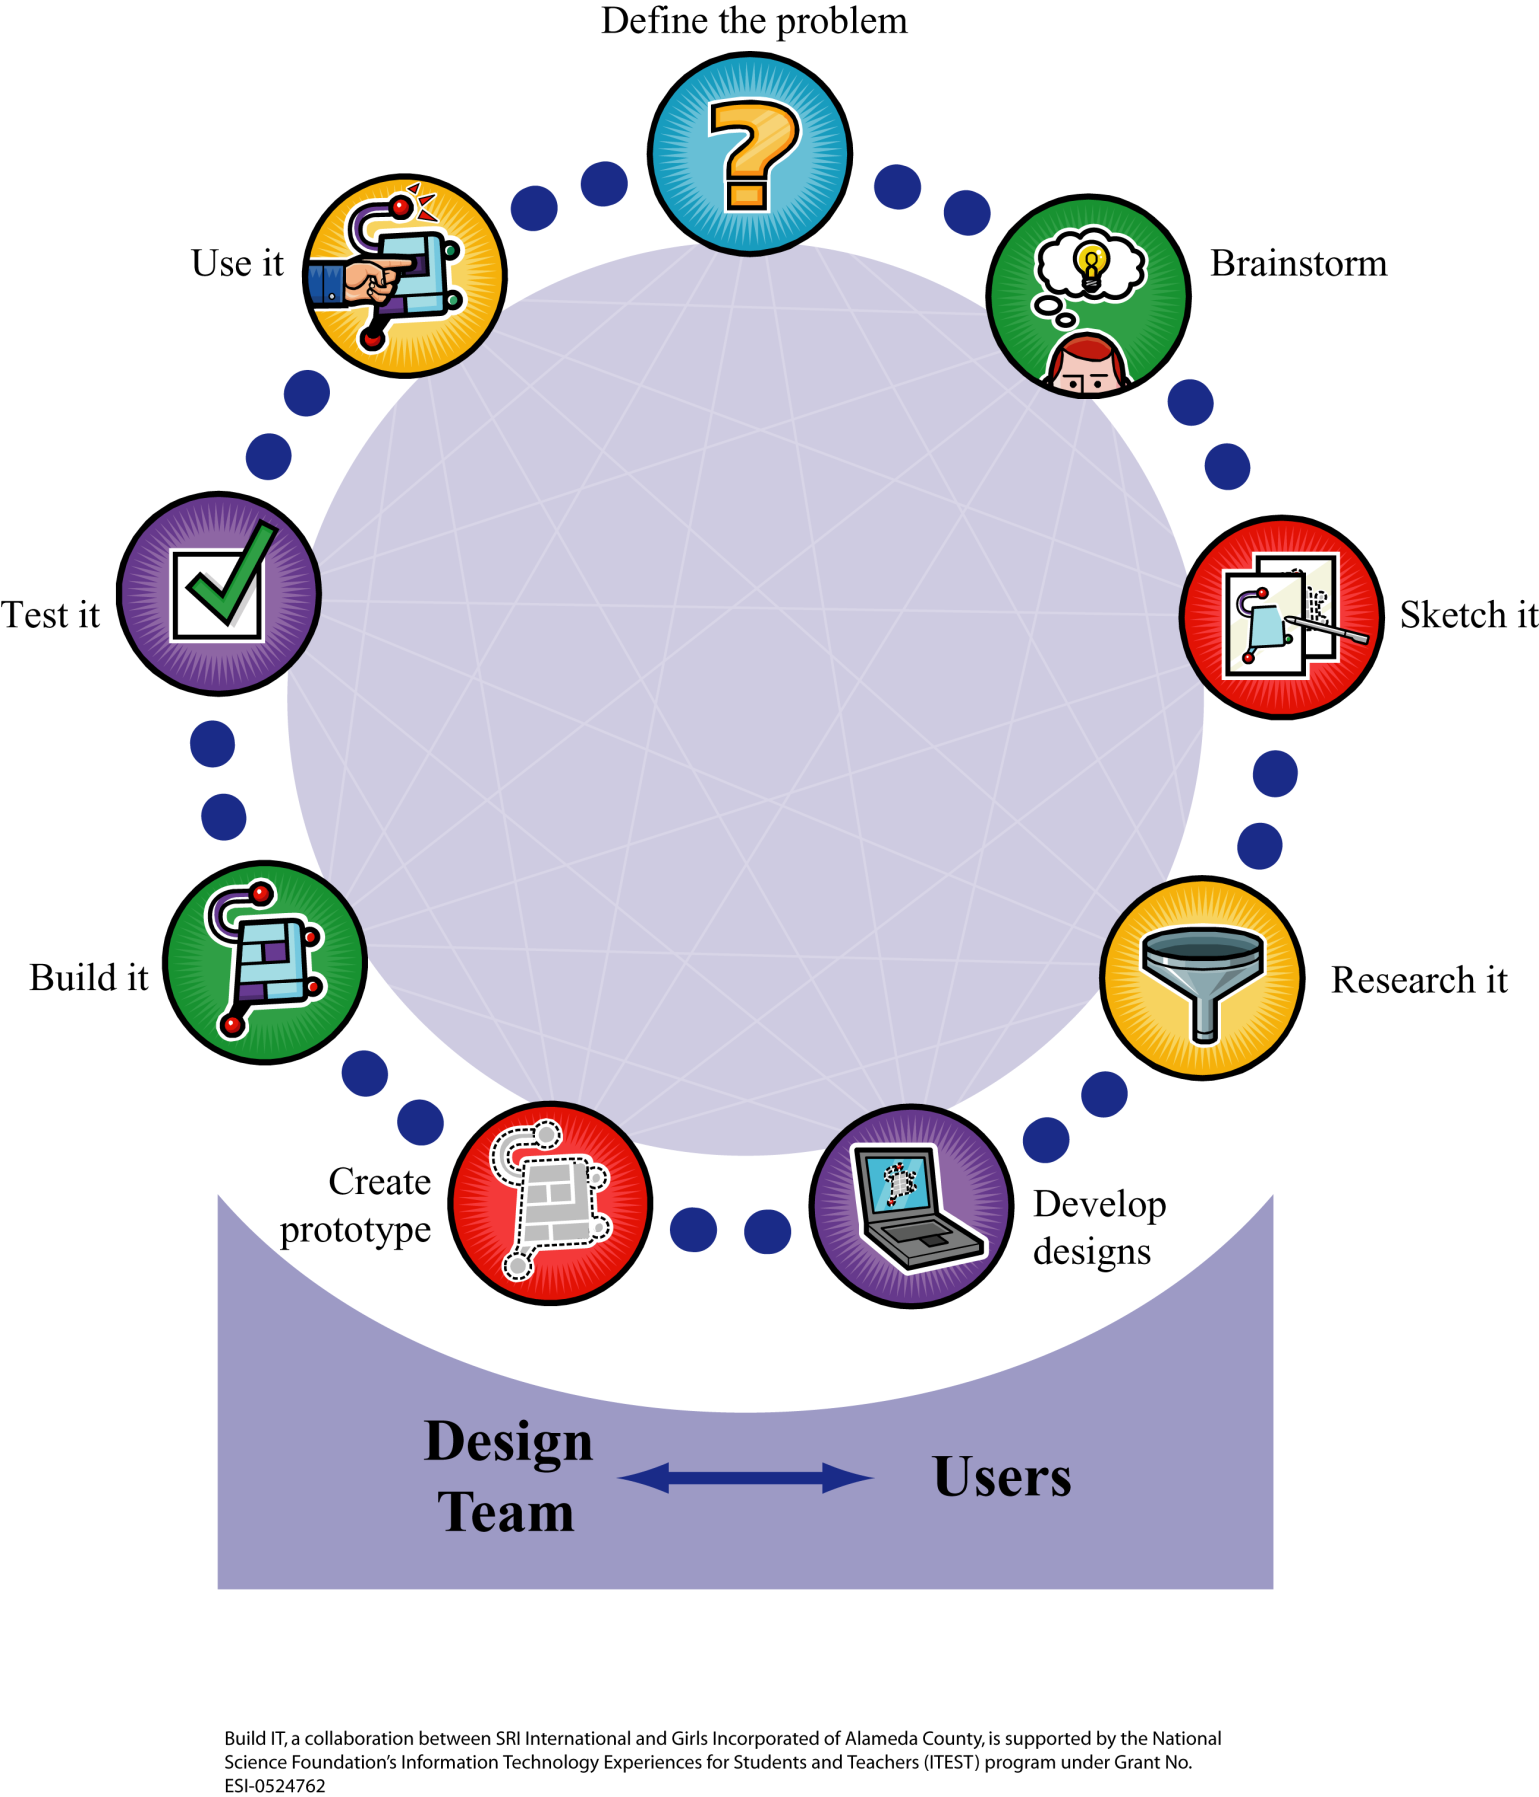 Define the problem
Brainstorm
Sketch it
Research it
Develop
designs
Create
prototype
Build it
Test it
Use it
Design
Team
Users
Build IT, a collaboration between SRI International and Girls Incorporated of Alameda County, is supported by the National
Science Foundation's Information Technology Experiences for Students and Teachers (ITEST) program under Grant No.
ESI-0524762